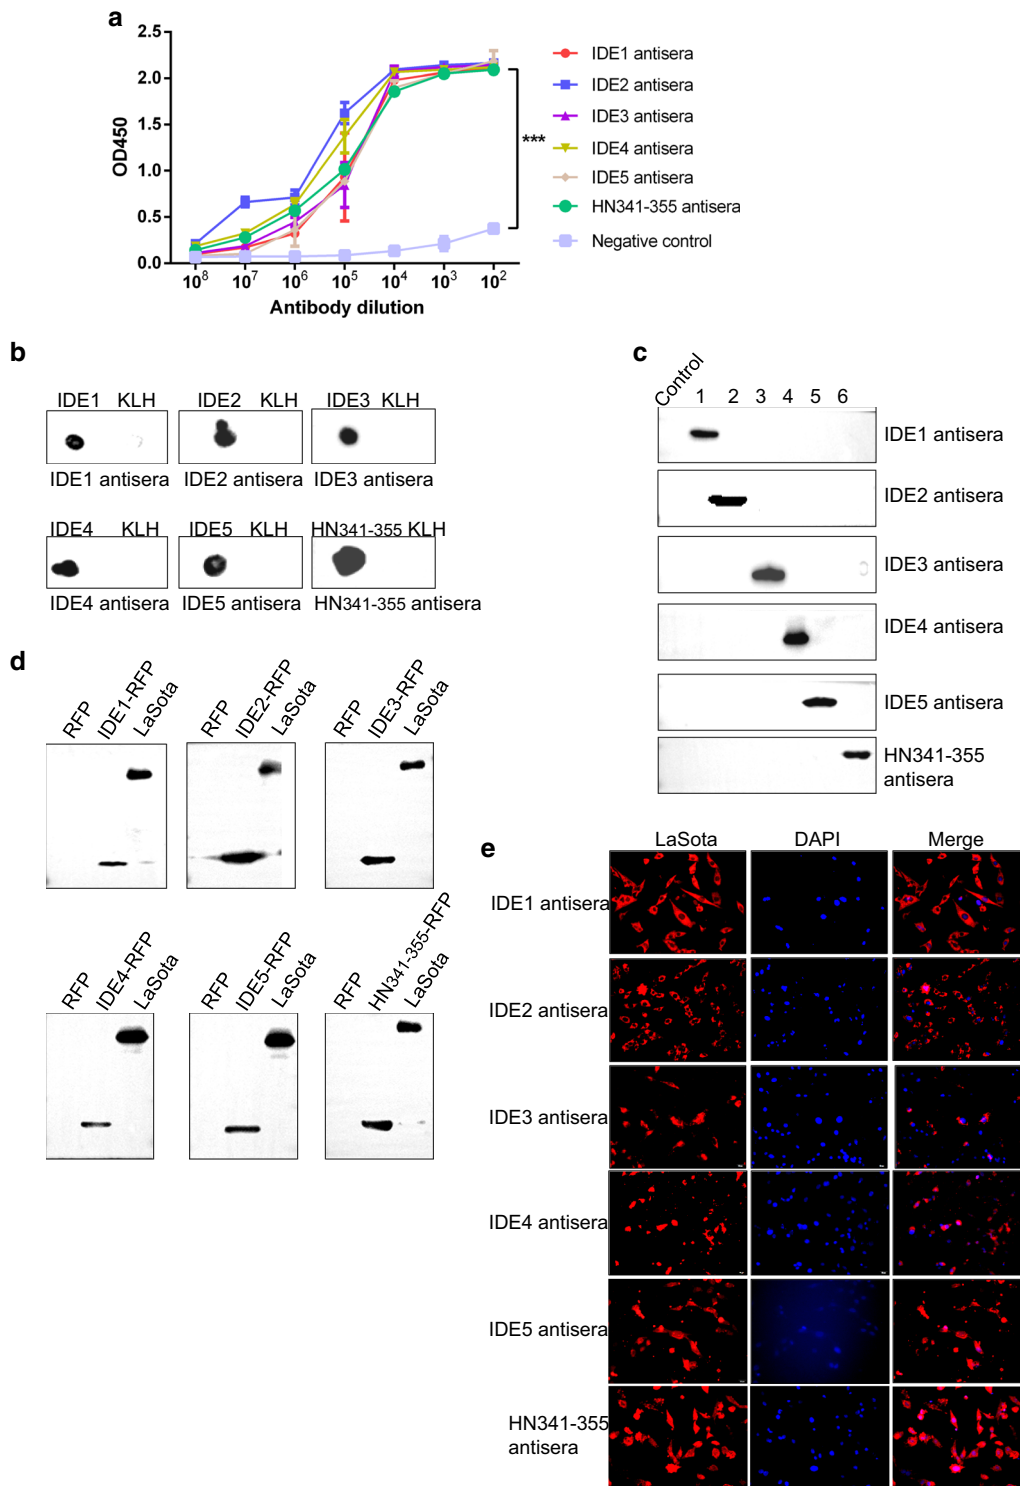 a
2.5
2.0
1.5
1.0
0.5
0.0
OD450
10⁸ 10⁷ 10⁶ 10⁵ 10⁴ 10³ 10²
Antibody dilution
***
IDE1 antisera
IDE2 antisera
IDE3 antisera
IDE4 antisera
IDE5 antisera
HN341-355 antisera
Negative control
b
IDE1 KLH
IDE2 KLH
IDE3 KLH
IDE1 antisera
IDE2 antisera
IDE3 antisera
IDE4 KLH
IDE5 KLH
HN341-355 KLH
IDE4 antisera
IDE5 antisera
HN341-355 antisera
c
Control 1 2 3 4 5 6
IDE1 antisera
IDE2 antisera
IDE3 antisera
IDE4 antisera
IDE5 antisera
HN341-355
antisera
d
RFP IDE1-RFP LaSota
RFP IDE2-RFP LaSota
RFP IDE3-RFP LaSota
RFP IDE4-RFP LaSota
RFP IDE5-RFP LaSota
RFP HN341-355-RFP LaSota
e
LaSota DAPI Merge
IDE1 antisera
IDE2 antisera
IDE3 antisera
IDE4 antisera
IDE5 antisera
HN341-355
antisera